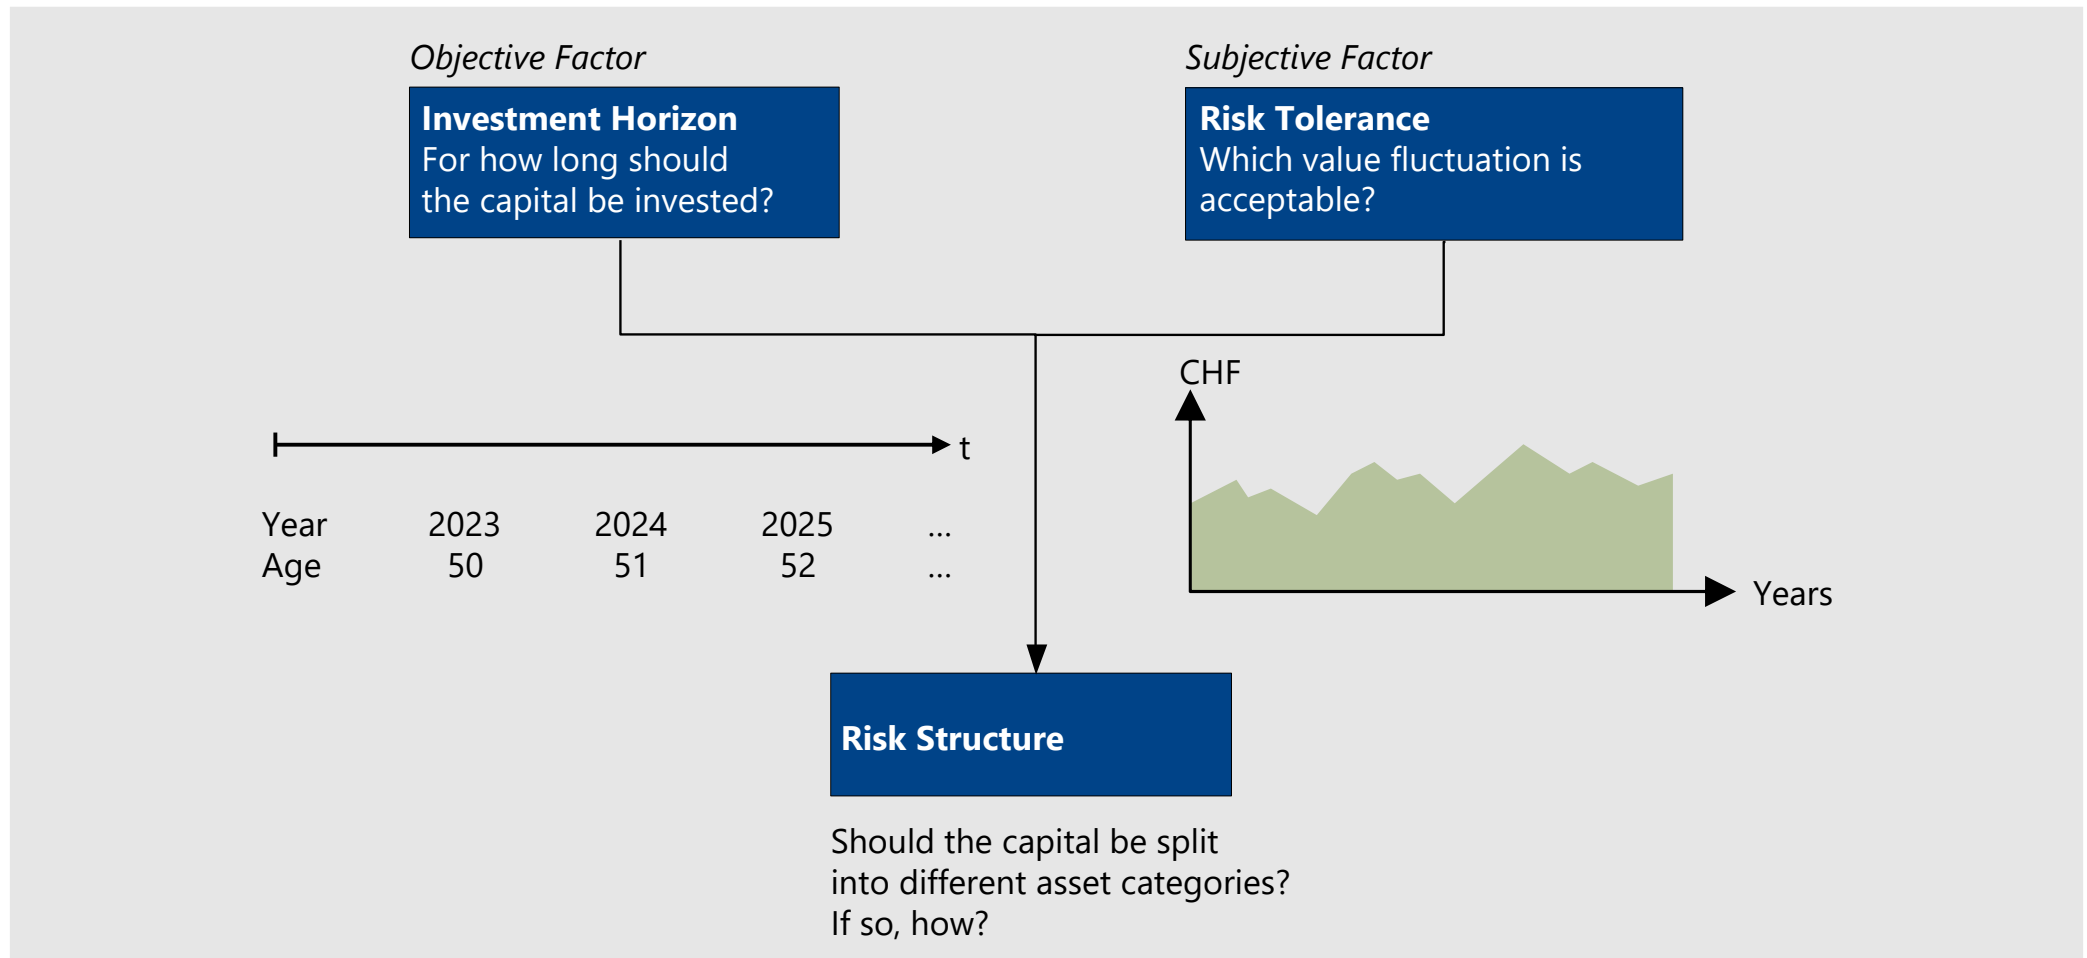 Objective Factor
Investment Horizon
For how long should
the capital be invested?
Subjective Factor
Risk Tolerance
Which value fluctuation is
acceptable?
t
Year 2023 2024 2025 ...
Age 50 51 52 ...
CHF
Years
Risk Structure
Should the capital be split
into different asset categories?
If so, how?